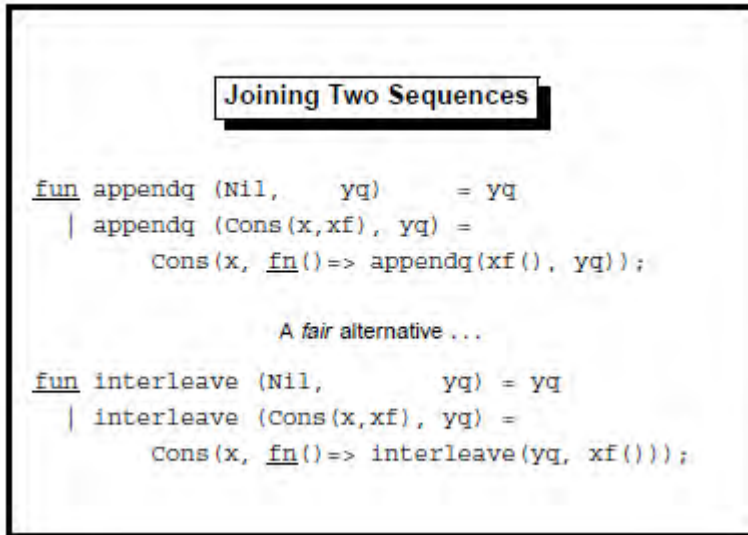 Joining Two Sequences
fun appendq (Nil,    yq)     = yq
  | appendq (Cons(x,xf), yq) =
        Cons(x, fn()=> appendq(xf(), yq));
A fair alternative . . .
fun interleave (Nil,        yq) = yq
  | interleave (Cons(x,xf), yq) =
        Cons(x, fn()=> interleave(yq, xf()));